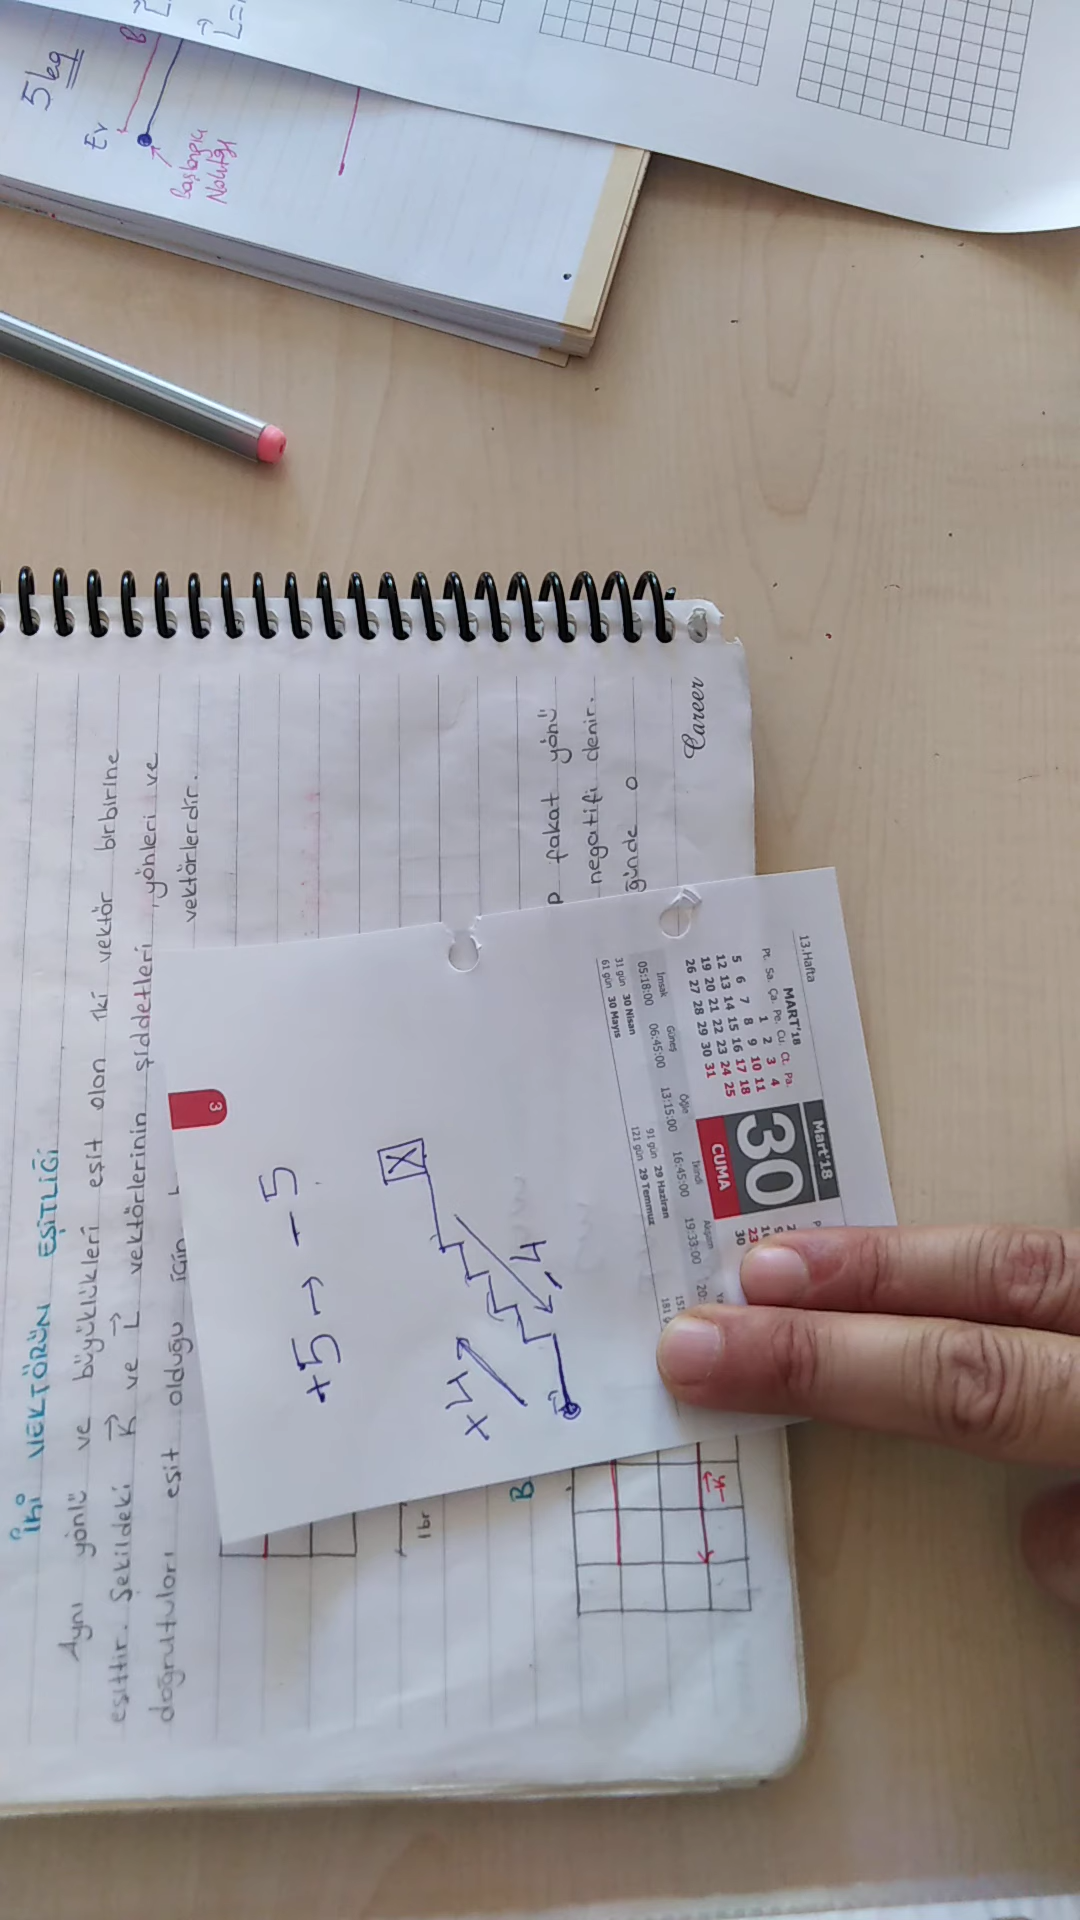 5 kg
Ev
B
Başlangıç
Noktası
Career
İKİ VEKTÖRÜN EŞİTLİĞİ
Aynı yönlü ve büyüklükleri eşit olan iki vektör birbirine
eşittir. Şekildeki K ve L vektörlerinin şiddetleri, yönleri ve
doğrultuları eşit olduğu için
vektörlerdir.
1br
p fakat yönü
B
negatifi denir.
ğünde o
3
+5 → -5
X
+4
-4
13.Hafta
MART'18
Pt. Sa. Ça. Pe. Cu. Ct. Pa.
1 2 3 4
5 6 7 8 9 10 11
12 13 14 15 16 17 18
19 20 21 22 23 24 25
26 27 28 29 30 31
Mart'18
30
CUMA
23
30
İmsak Güneş Öğle İkindi Akşam
05:18:00 06:45:00 13:15:00 16:45:00 19:33:00 20:
31 gün 30 Nisan 91 gün 29 Haziran
61 gün 30 Mayıs 121 gün 29 Temmuz